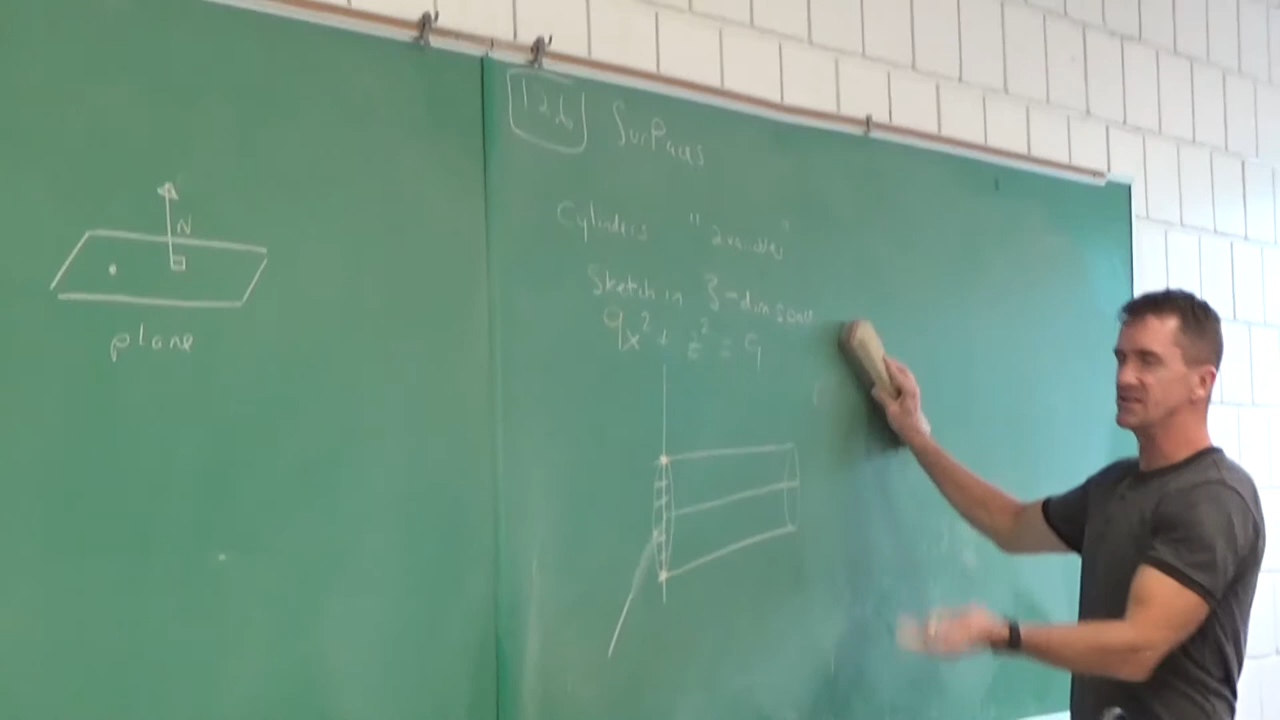 N
plane
12.6
Surfaces
Cylinders "2 variables"
Sketch in 3-dim space
9x² + z² = 9